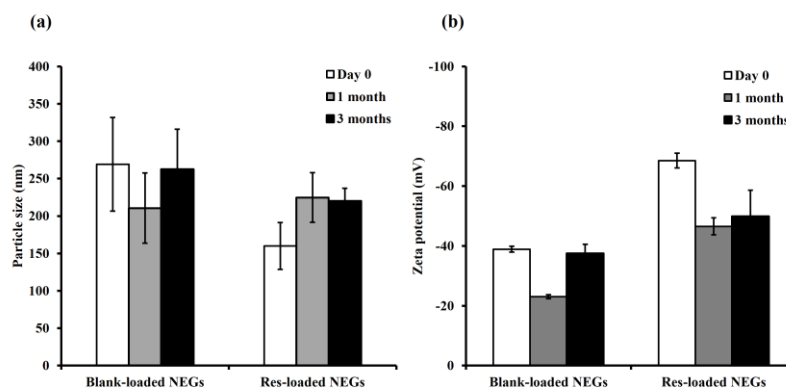 (a)
Particle size (nm)
400
350
300
250
200
150
100
50
0
Day 0
1 month
3 months
Blank-loaded NEGs
Res-loaded NEGs
(b)
Zeta potential (mV)
-100
-80
-60
-40
-20
0
Day 0
1 month
3 months
Blank-loaded NEGs
Res-loaded NEGs